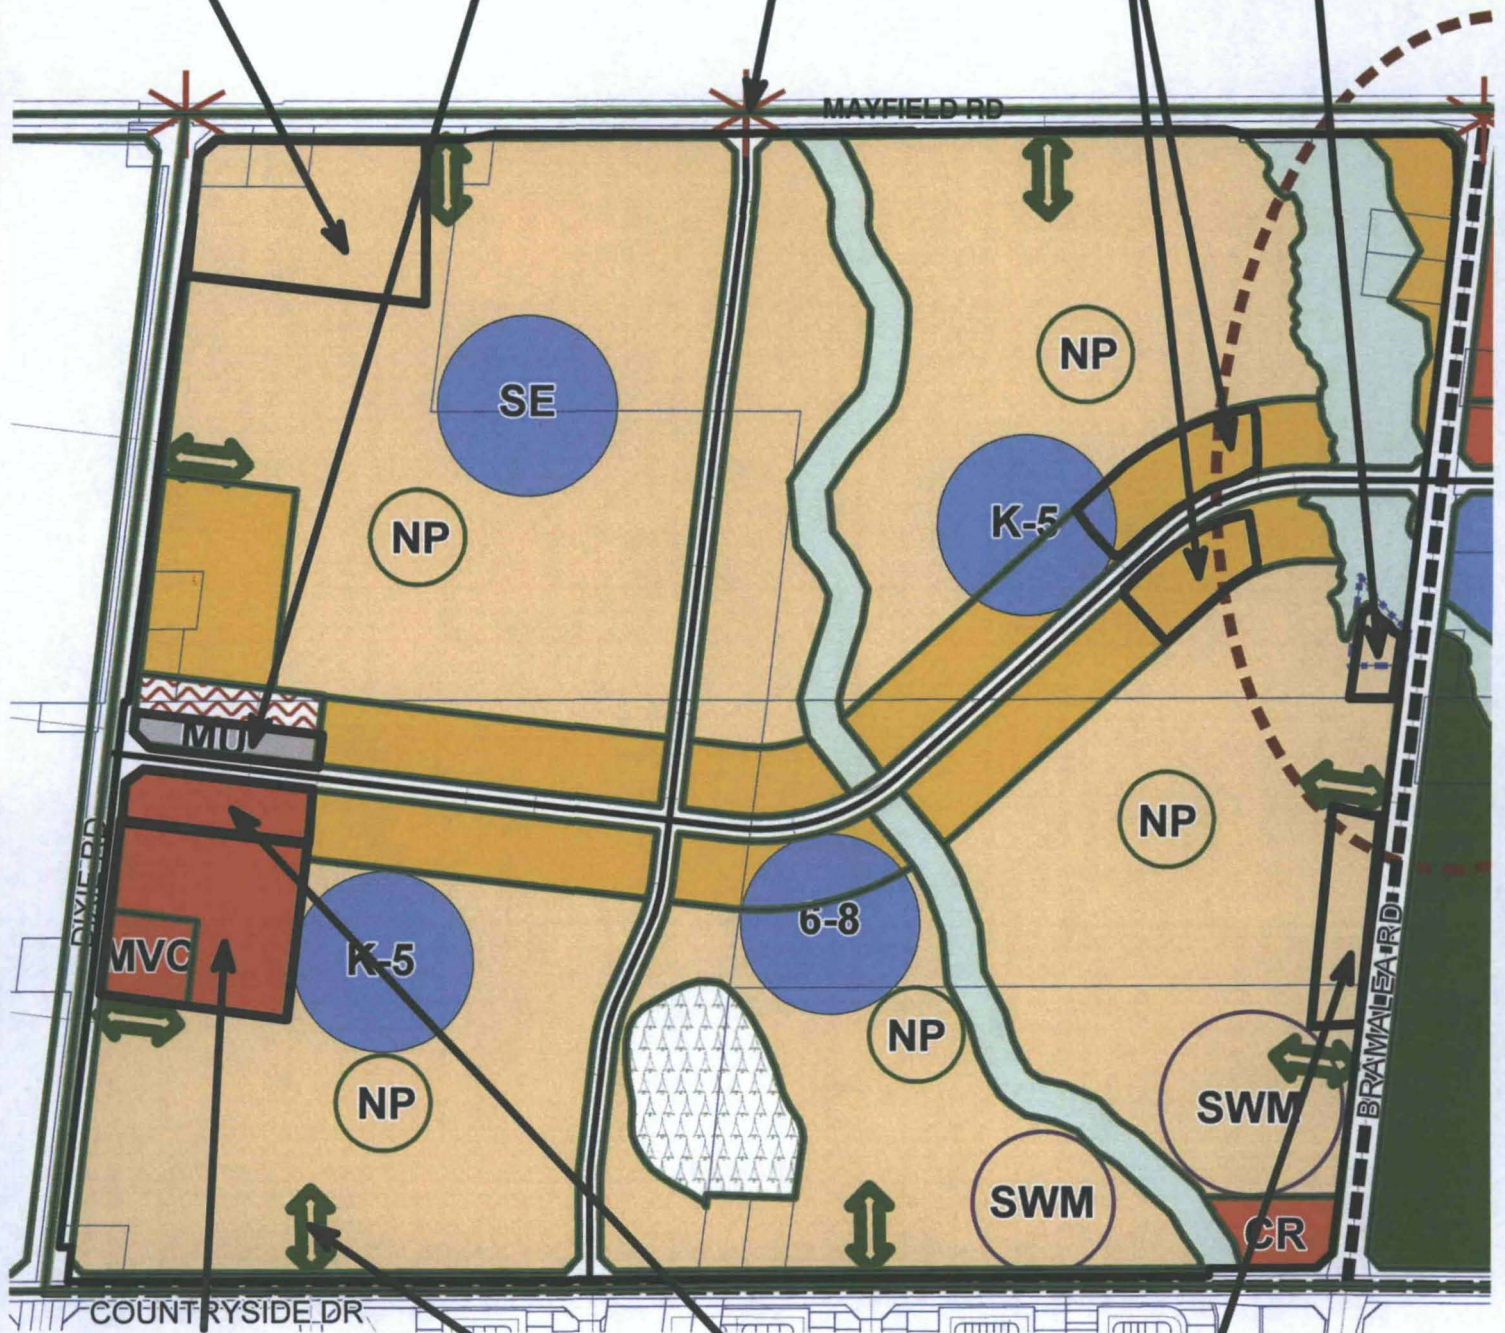 MAYFIELD RD
NP
SE
K-5
NP
MU
NP
DIXIE RD
6-8
MVC
K-5
BRAMALEA RD
NP
NP
SWM
SWM
CR
COUNTRYSIDE DR